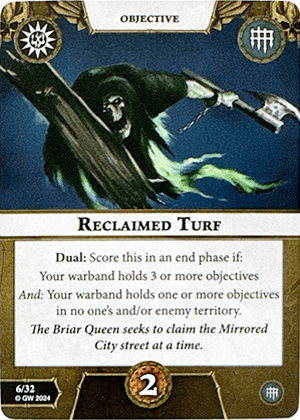 OBJECTIVE
RECLAIMED TURF
Dual: Score this in an end phase if:
Your warband holds 3 or more objectives
And: Your warband holds one or more objectives
in no one's and/or enemy territory.
The Briar Queen seeks to claim the Mirrored
City street at a time.
6/32
© GW 2024
2